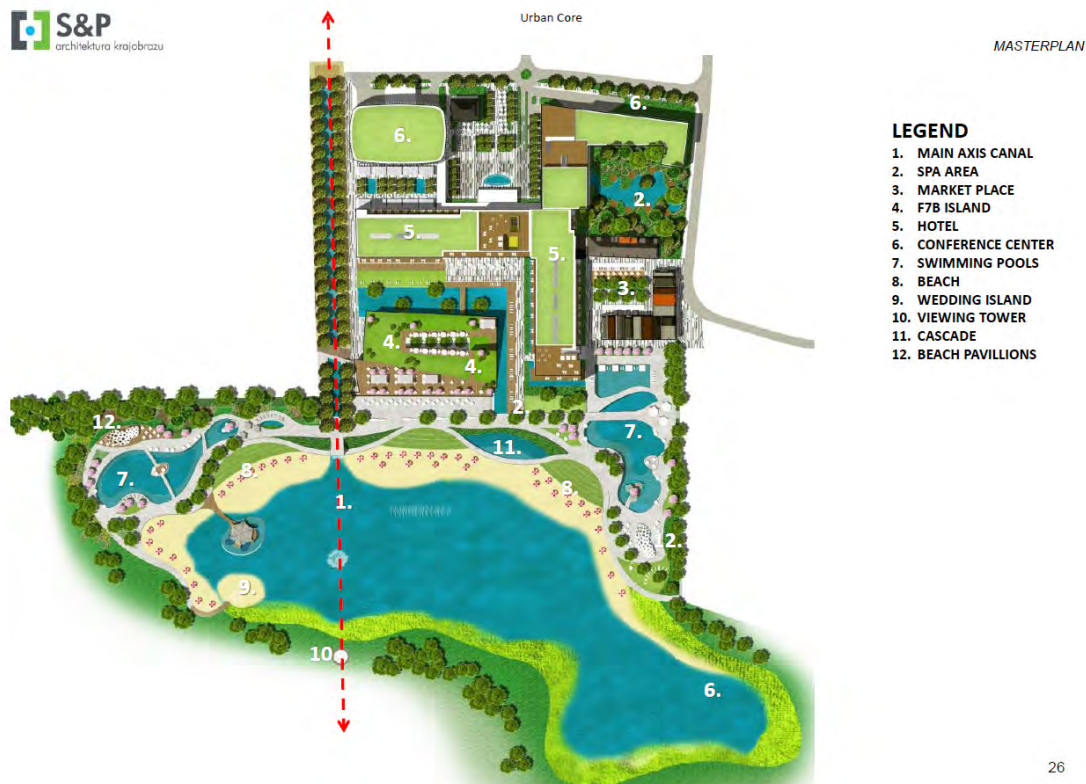 S&P
architektura krajobrazu
Urban Core
MASTERPLAN
LEGEND
1. MAIN AXIS CANAL
2. SPA AREA
3. MARKET PLACE
4. F7B ISLAND
5. HOTEL
6. CONFERENCE CENTER
7. SWIMMING POOLS
8. BEACH
9. WEDDING ISLAND
10. VIEWING TOWER
11. CASCADE
12. BEACH PAVILLIONS
6.
6.
2.
5.
5.
3.
4.
4.
2.
12.
11.
7.
7.
8.
8.
1.
12.
9.
10
6.
26